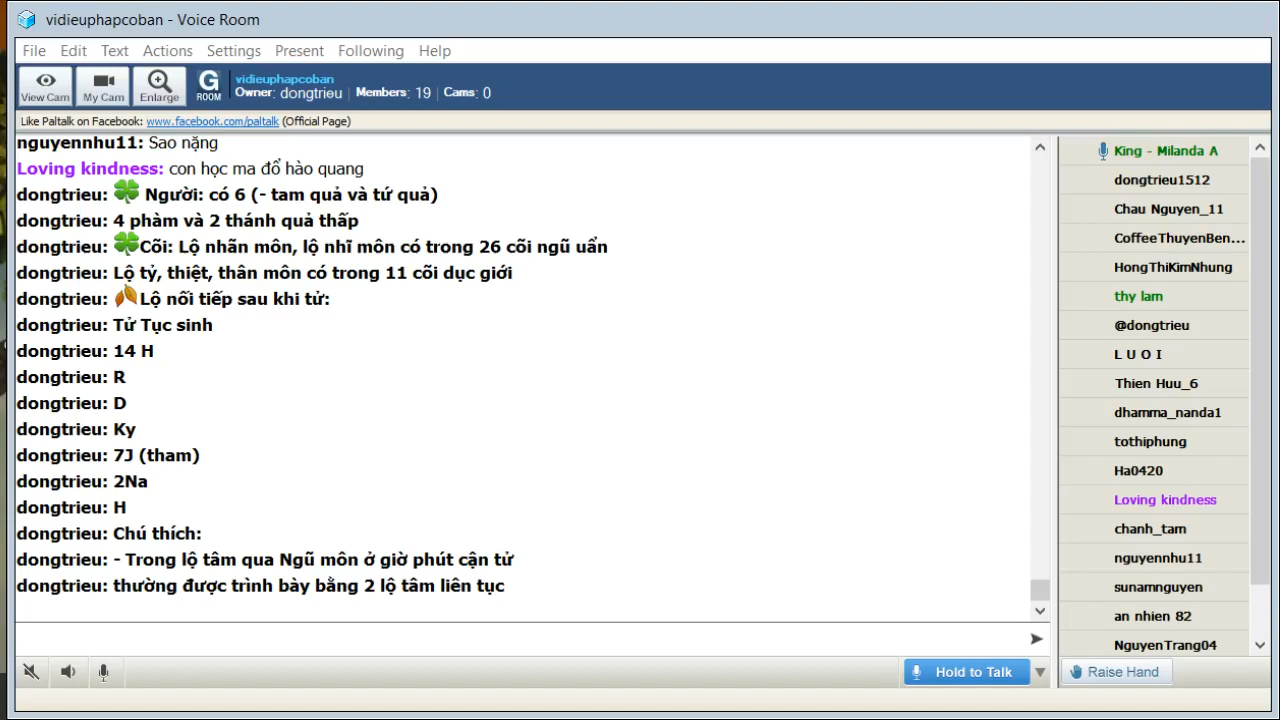 vidieuphapcoban - Voice Room
File Edit Text Actions Settings Present Following Help
View Cam My Cam Enlarge G ROOM
vidieuphapcoban
Owner: dongtrieu | Members: 19 | Cams: 0
Like Paltalk on Facebook: www.facebook.com/paltalk (Official Page)
nguyennhu11: Sao nặng
Loving kindness: con học ma đổ hào quang
dongtrieu: Người: có 6 (- tam quả và tứ quả)
dongtrieu: 4 phàm và 2 thánh quả thấp
dongtrieu: Cõi: Lộ nhãn môn, lộ nhĩ môn có trong 26 cõi ngũ uẩn
dongtrieu: Lộ tỷ, thiệt, thân môn có trong 11 cõi dục giới
dongtrieu: Lộ nối tiếp sau khi tử:
dongtrieu: Tử Tục sinh
dongtrieu: 14 H
dongtrieu: R
dongtrieu: D
dongtrieu: Ky
dongtrieu: 7J (tham)
dongtrieu: 2Na
dongtrieu: H
dongtrieu: Chú thích:
dongtrieu: - Trong lộ tâm qua Ngũ môn ở giờ phút cận tử
dongtrieu: thường được trình bày bằng 2 lộ tâm liên tục
King - Milanda A
dongtrieu1512
Chau Nguyen_11
CoffeeThuyenBen...
HongThiKimNhung
thy lam
@dongtrieu
L U O I
Thien Huu_6
dhamma_nanda1
tothiphung
Ha0420
Loving kindness
chanh_tam
nguyennhu11
sunamnguyen
an nhien 82
NguyenTrang04
Hold to Talk
Raise Hand